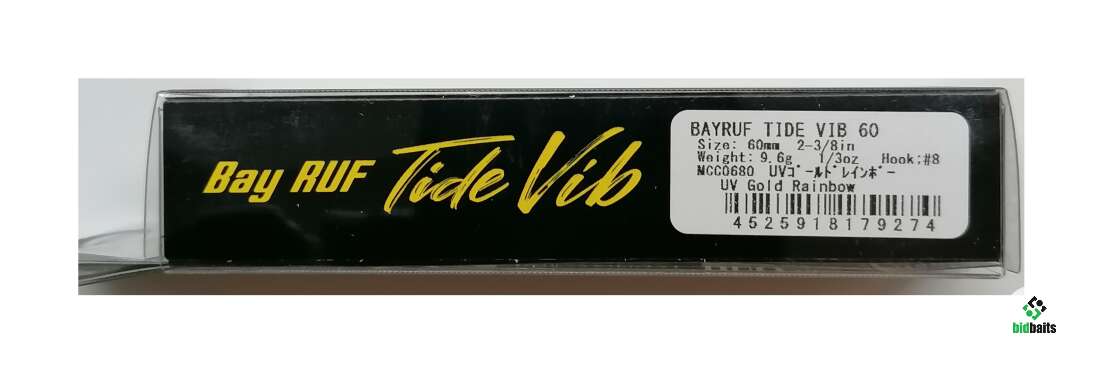 Bay RUF Tide Vib
BAYRUF TIDE VIB 60
Size: 60mm 2-3/8in
Weight: 9.6g 1/3oz Hook:#8
MCC0680 UVｺﾞｰﾙﾄﾞﾚｲﾝﾎﾞｰ
UV Gold Rainbow
4525918179274
bidbaits